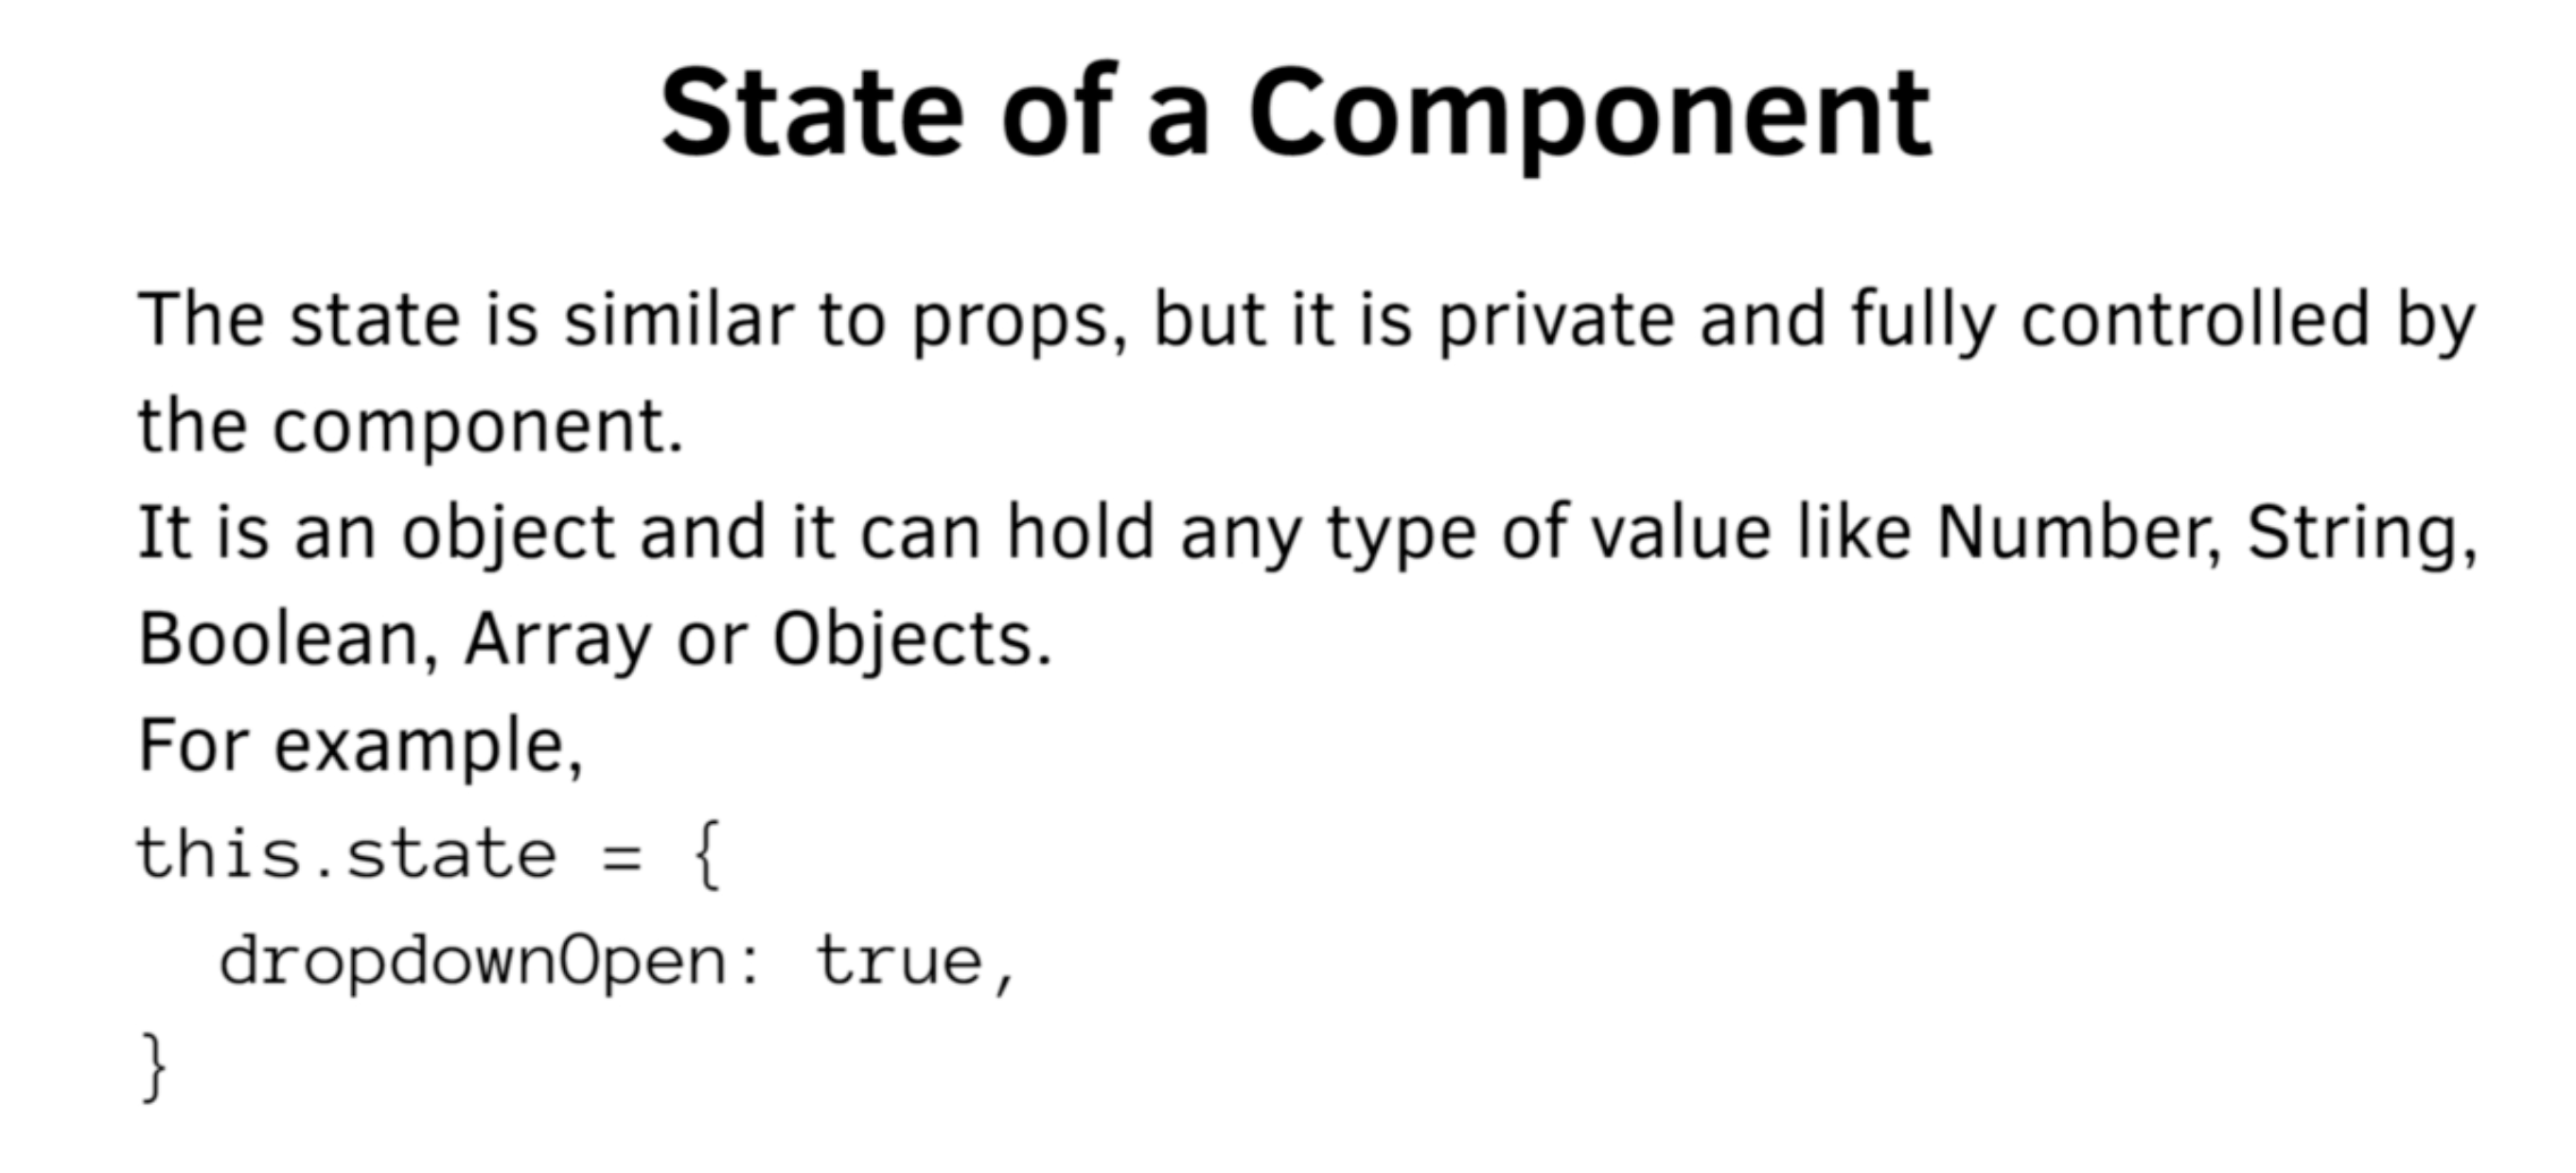 State of a Component
The state is similar to props, but it is private and fully controlled by
the component.
It is an object and it can hold any type of value like Number, String,
Boolean, Array or Objects.
For example,
this.state = {
  dropdownOpen: true,
}